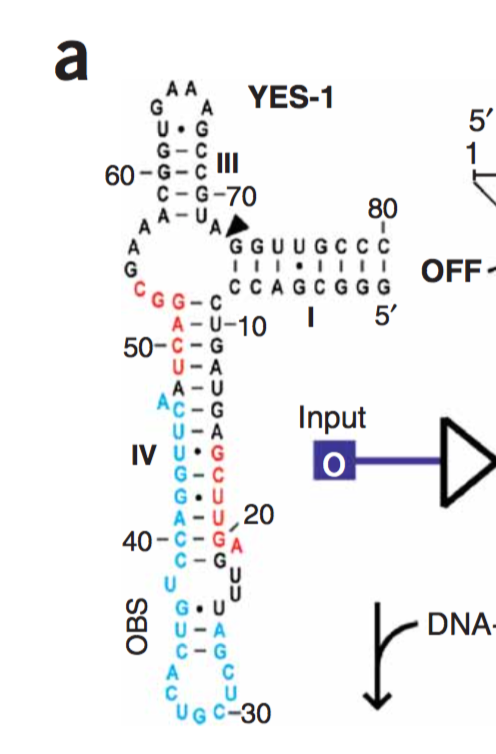 a
A A
G A YES-1
U • G 5′
G – C III 1
60 – G – C
C – G – 70
A – U A 80
A G G U U G C C C
A OFF
G C C A G C G G G
C G G – C I 5′
A – U – 10
50 – C – G
U – A
A – U
A C – G Input
U – A
IV U • G O
G – C
G • U
A – U 20
40 – C – G A
C – G U
U U
OBS G • U
U – A DNA-
C – G
A C
C U
U G C – 30